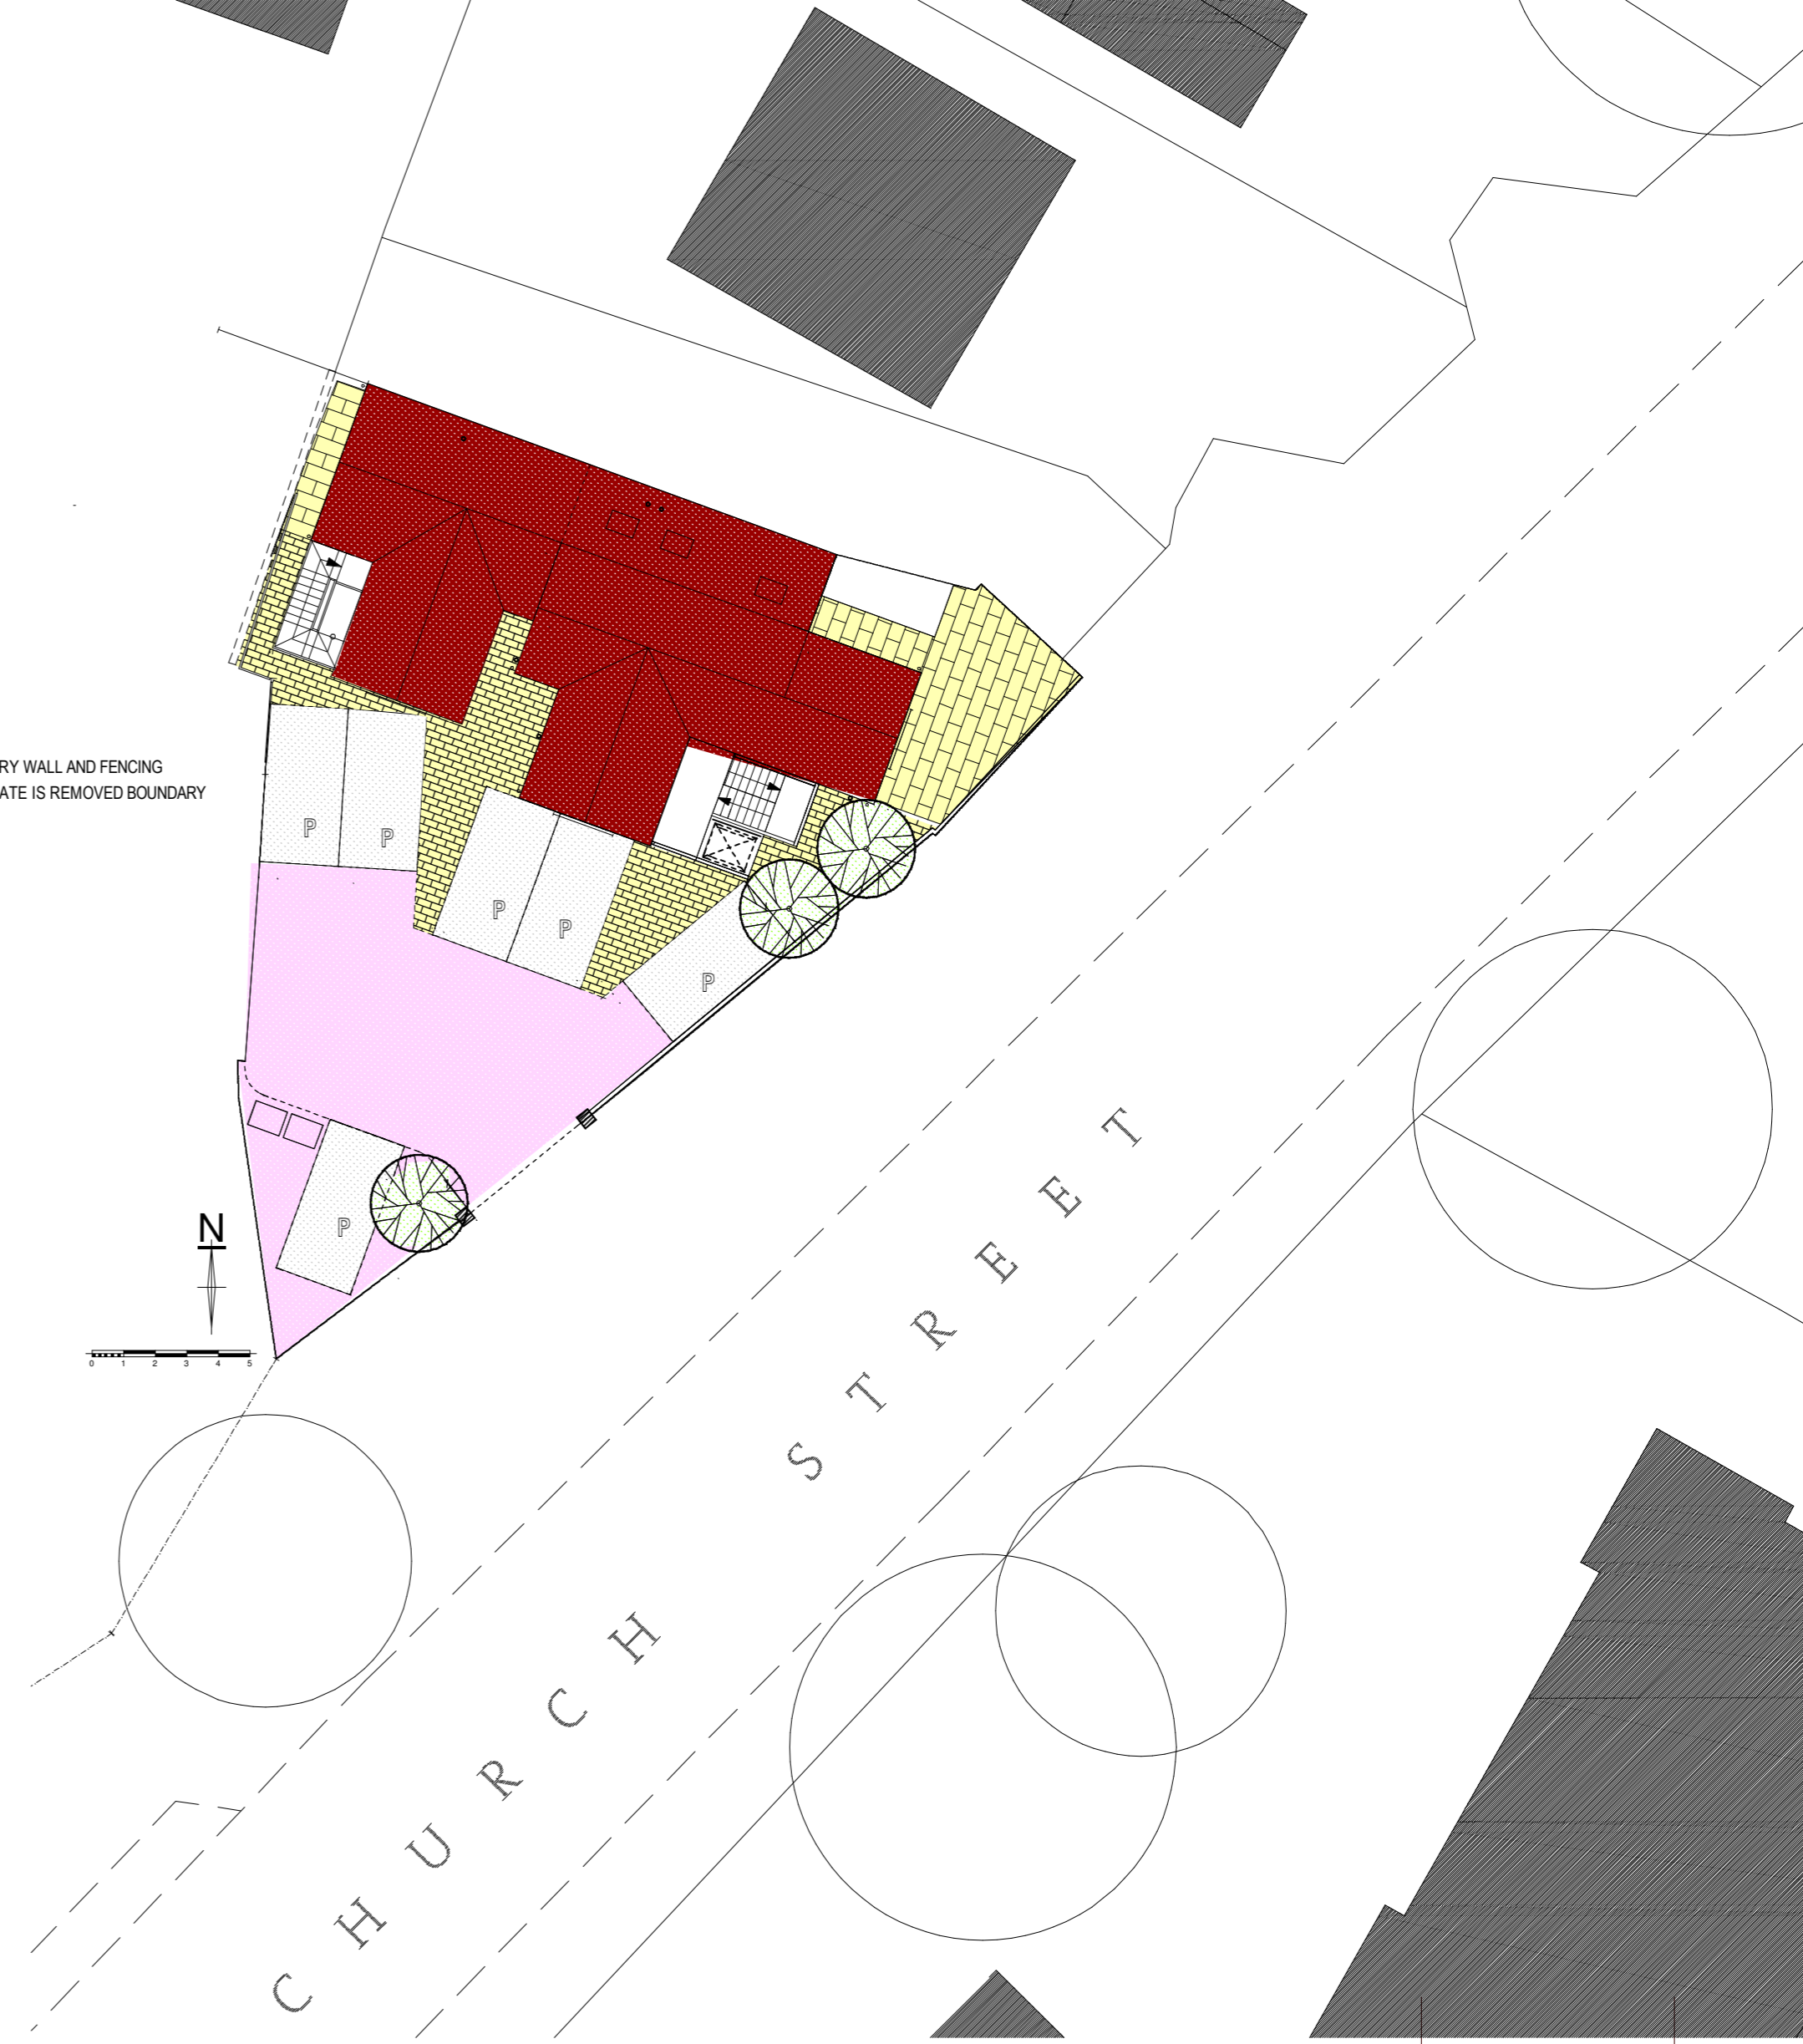 RY WALL AND FENCING
ATE IS REMOVED BOUNDARY
P
P
P
P
P
P
N
0 1 2 3 4 5
CHURCH STREET